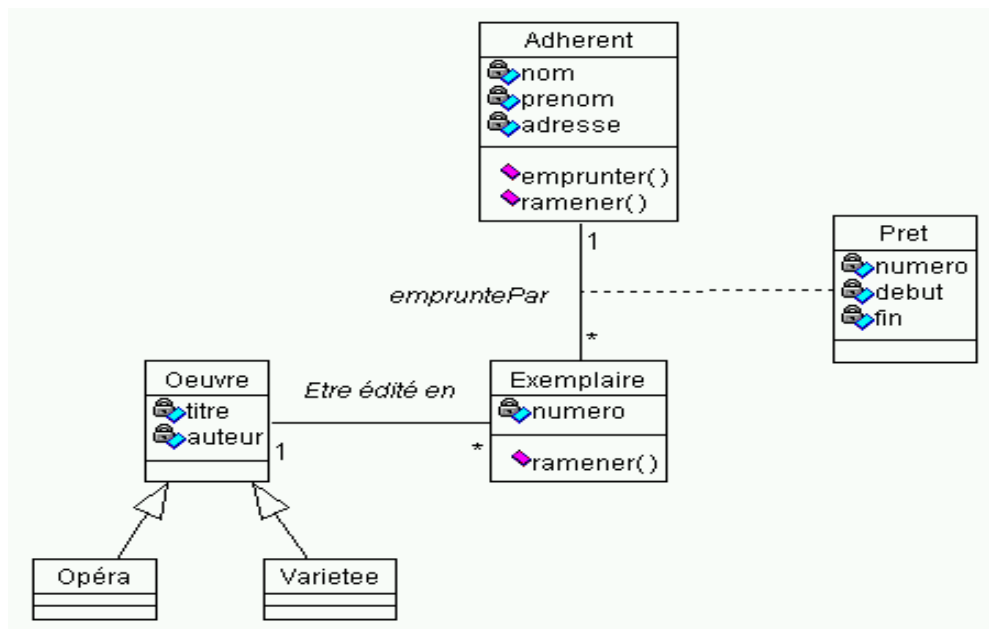 Adherent
nom
prenom
adresse
emprunter()
ramener()
1
Pret
numero
debut
fin
empruntePar
*
Oeuvre
titre
auteur
Etre édité en
1
*
Exemplaire
numero
ramener()
Opéra
Varietee